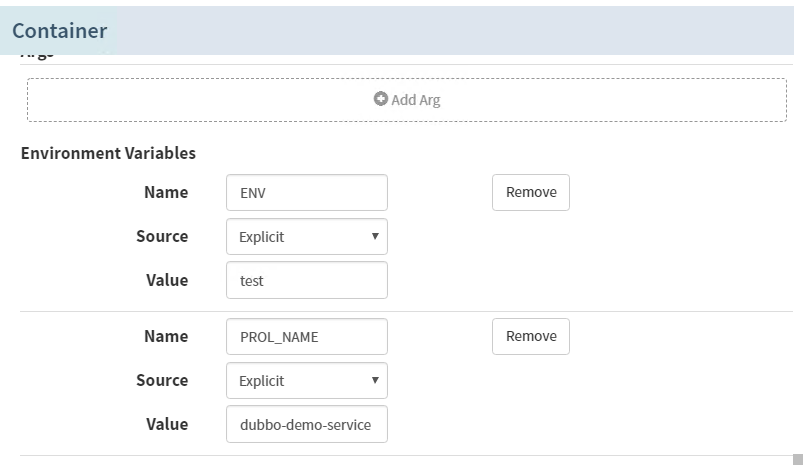 Container
Args
Add Arg
Environment Variables
Name ENV Remove
Source Explicit
Value test
Name PROL_NAME Remove
Source Explicit
Value dubbo-demo-service